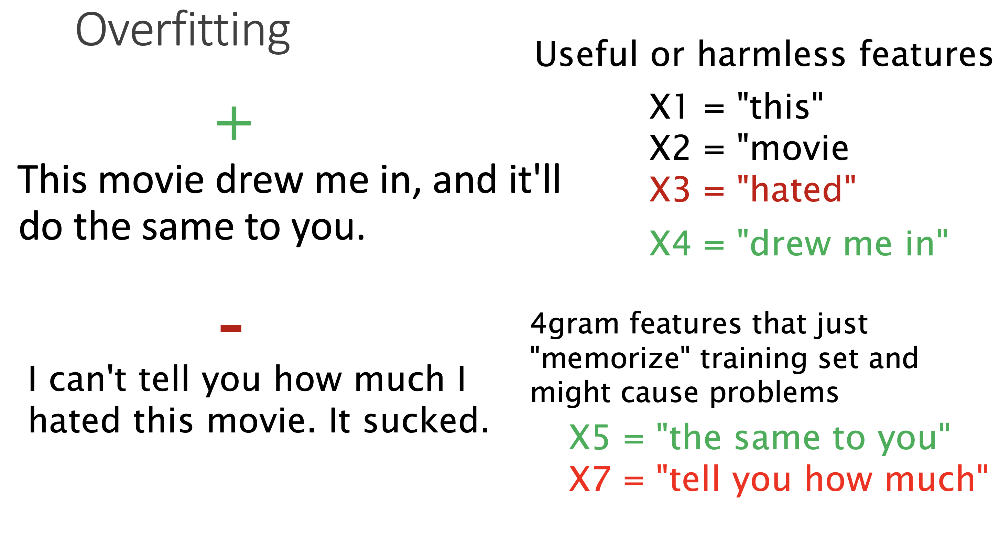 Overfitting
+
This movie drew me in, and it'll
do the same to you.
-
I can't tell you how much I
hated this movie. It sucked.
Useful or harmless features
X1 = "this"
X2 = "movie
X3 = "hated"
X4 = "drew me in"
4gram features that just
"memorize" training set and
might cause problems
X5 = "the same to you"
X7 = "tell you how much"